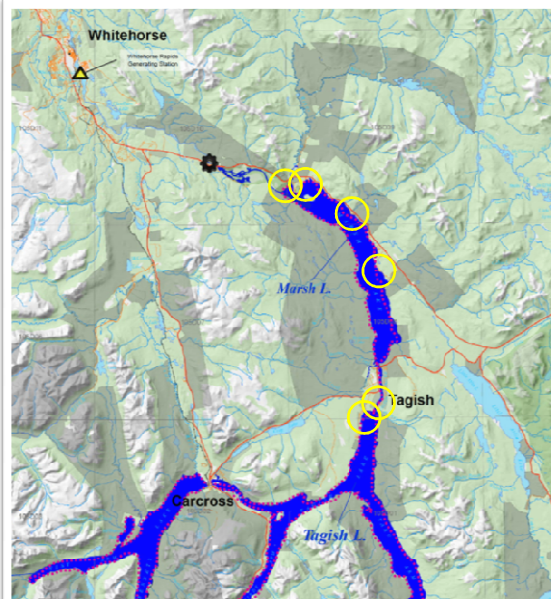 Whitehorse
Whitehorse Rapids
Generating Station
Marsh L.
Tagish
Carcross
Tagish L.